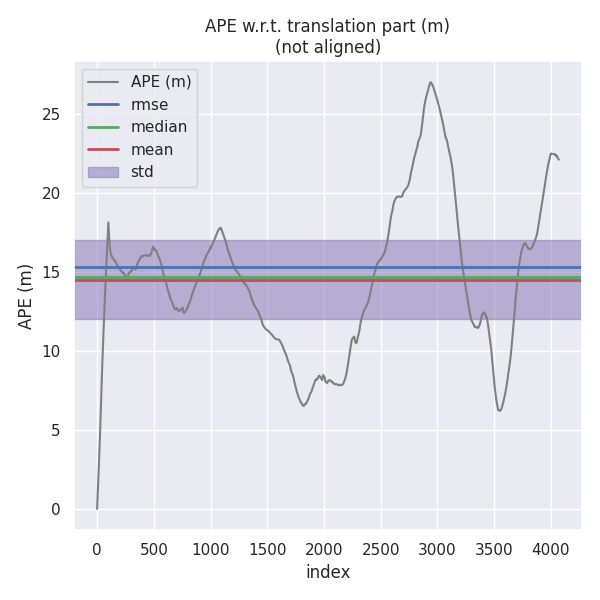 APE w.r.t. translation part (m)
(not aligned)
APE (m)
rmse
median
mean
std
APE (m)
25
20
15
10
5
0
0 500 1000 1500 2000 2500 3000 3500 4000
index